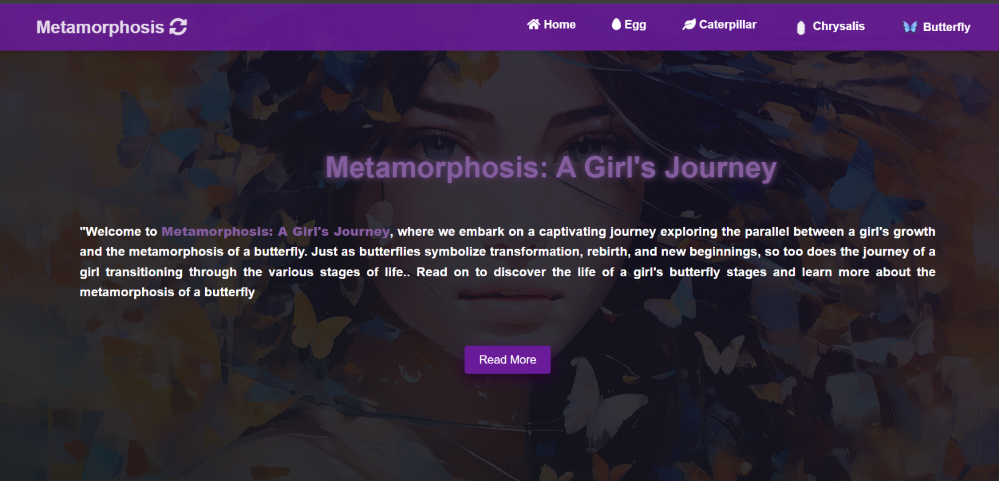 Metamorphosis
Home
Egg
Caterpillar
Chrysalis
Butterfly
Metamorphosis: A Girl's Journey
"Welcome to Metamorphosis: A Girl's Journey, where we embark on a captivating journey exploring the parallel between a girl's growth
and the metamorphosis of a butterfly. Just as butterflies symbolize transformation, rebirth, and new beginnings, so too does the journey of a
girl transitioning through the various stages of life.. Read on to discover the life of a girl's butterfly stages and learn more about the
metamorphosis of a butterfly
Read More